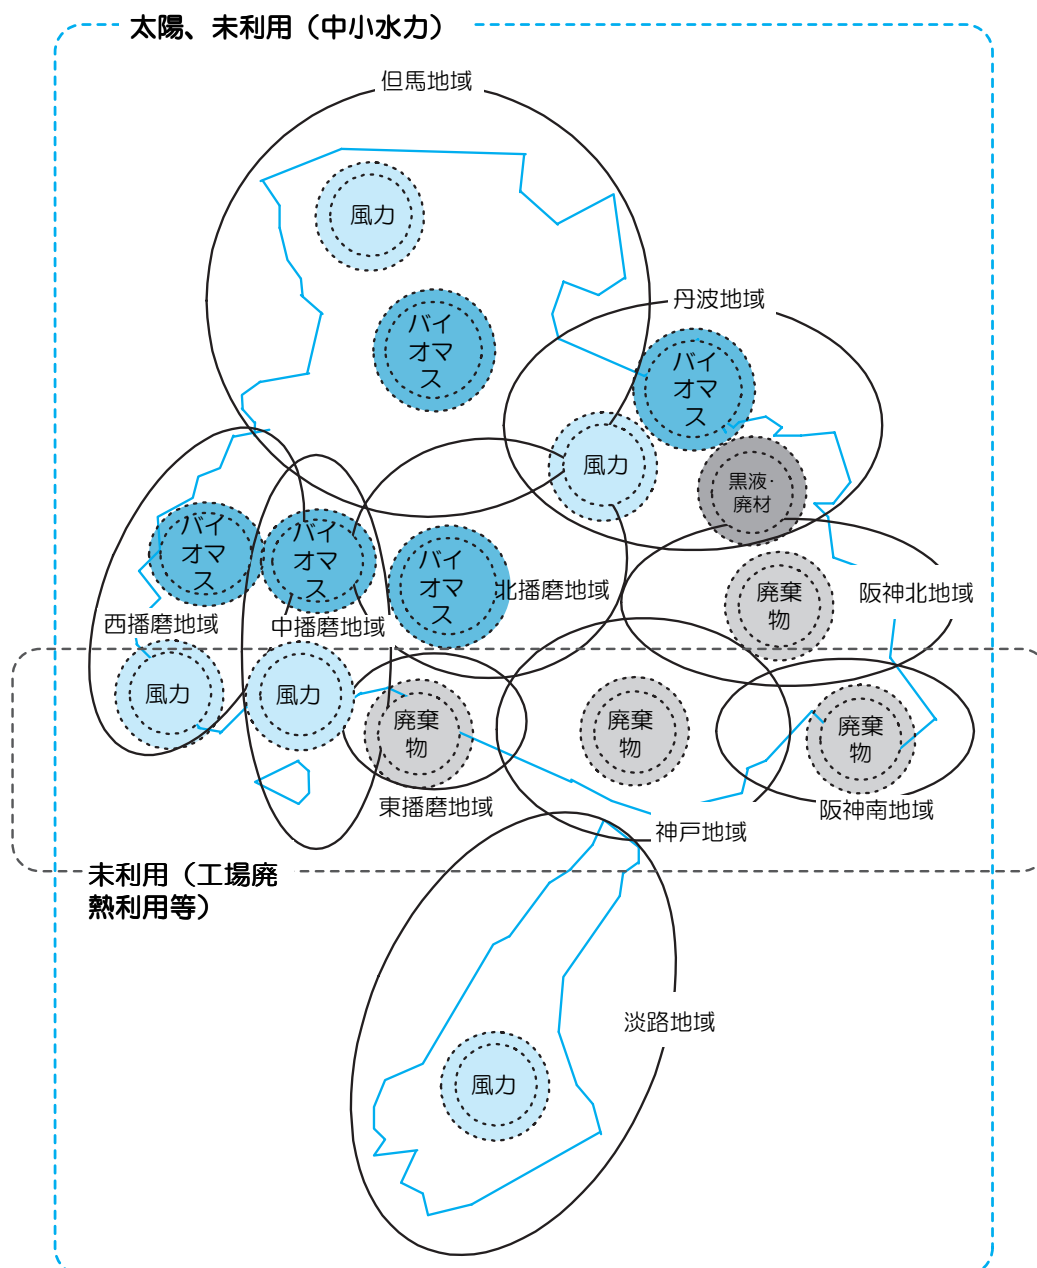 太陽、未利用（中小水力）
但馬地域
風力
丹波地域
バイ
オマ
ス
バイ
オマ
ス
風力
黒液・
廃材
バイ
オマ
ス
バイ
オマ
ス
バイ
オマ
ス
北播磨地域
廃棄
物
阪神北地域
西播磨地域
中播磨地域
風力
風力
廃棄
物
廃棄
物
廃棄
物
東播磨地域
神戸地域
阪神南地域
未利用（工場廃
熱利用等）
淡路地域
風力